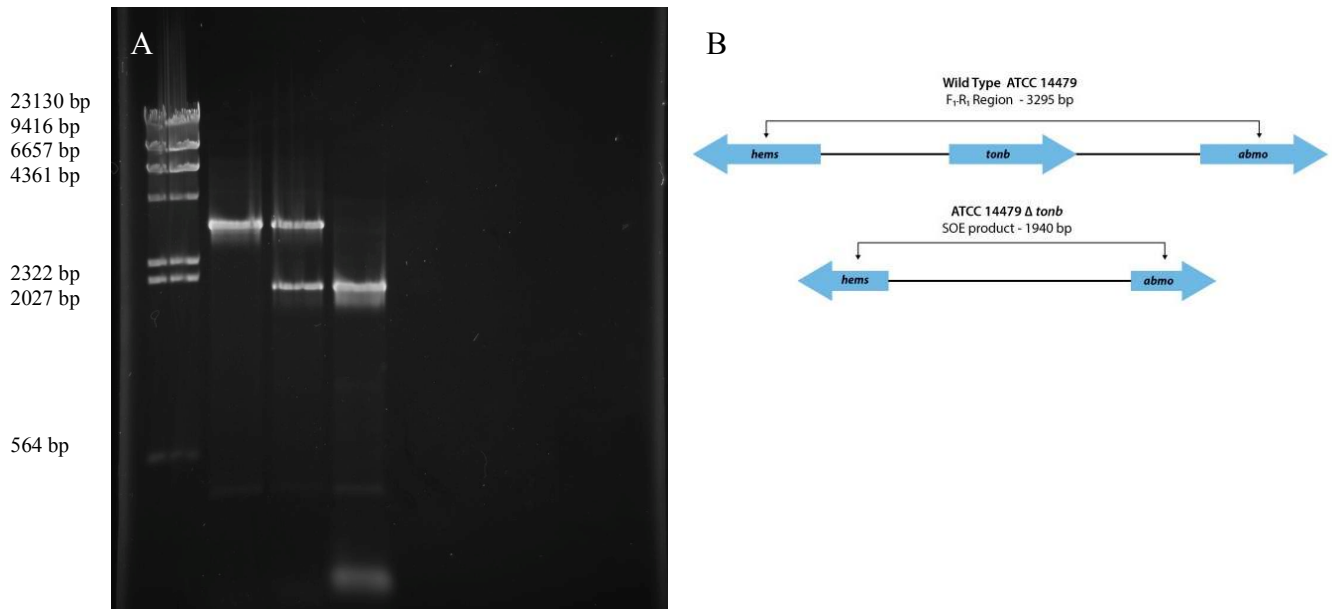 A
B
23130 bp
9416 bp
6657 bp
4361 bp
2322 bp
2027 bp
564 bp
Wild Type ATCC 14479
F₁-R₁ Region - 3295 bp
hems
tonb
abmo
ATCC 14479 Δ tonb
SOE product - 1940 bp
hems
abmo